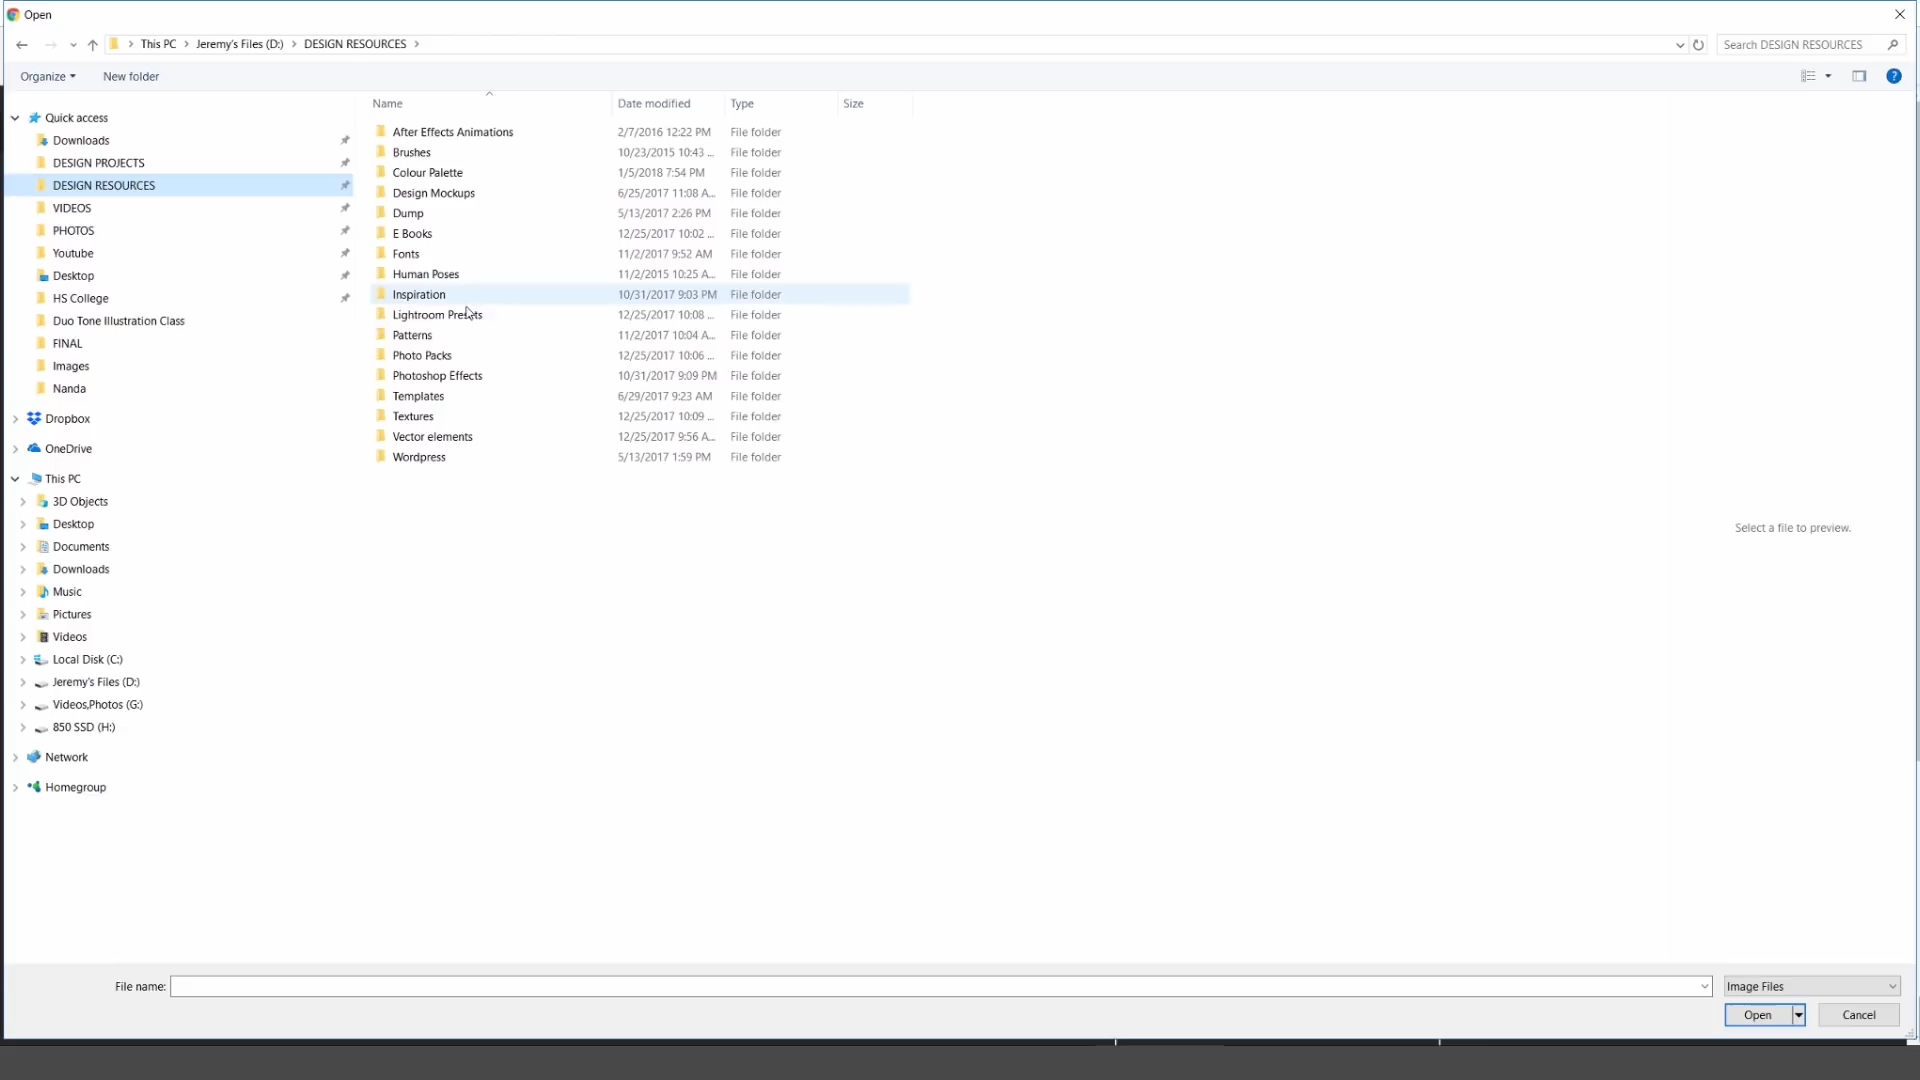 Open
This PC > Jeremy's Files (D:) > DESIGN RESOURCES >
Search DESIGN RESOURCES
Organize New folder
Name Date modified Type Size
Quick access
Downloads
DESIGN PROJECTS
DESIGN RESOURCES
VIDEOS
PHOTOS
Youtube
Desktop
HS College
Duo Tone Illustration Class
FINAL
Images
Nanda
Dropbox
OneDrive
This PC
3D Objects
Desktop
Documents
Downloads
Music
Pictures
Videos
Local Disk (C:)
Jeremy's Files (D:)
Videos,Photos (G:)
850 SSD (H:)
Network
Homegroup
After Effects Animations 2/7/2016 12:22 PM File folder
Brushes 10/23/2015 10:43 ... File folder
Colour Palette 1/5/2018 7:54 PM File folder
Design Mockups 6/25/2017 11:08 A... File folder
Dump 5/13/2017 2:26 PM File folder
E Books 12/25/2017 10:02 ... File folder
Fonts 11/2/2017 9:52 AM File folder
Human Poses 11/2/2015 10:25 A... File folder
Inspiration 10/31/2017 9:03 PM File folder
Lightroom Presets 12/25/2017 10:08 ... File folder
Patterns 11/2/2017 10:04 A... File folder
Photo Packs 12/25/2017 10:06 ... File folder
Photoshop Effects 10/31/2017 9:09 PM File folder
Templates 6/29/2017 9:23 AM File folder
Textures 12/25/2017 10:09 ... File folder
Vector elements 12/25/2017 9:56 A... File folder
Wordpress 5/13/2017 1:59 PM File folder
Select a file to preview.
File name: Image Files
Open Cancel